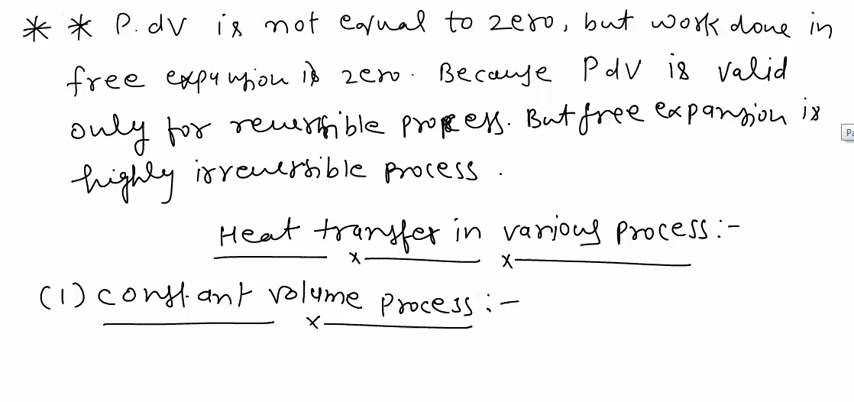 ** P.dV is not equal to zero, but work done in
free expansion is zero. Because PdV is valid
only for reversible process. But free expansion is
highly irreversible process.
Heat transfer in various process:-
(1) constant volume process:-